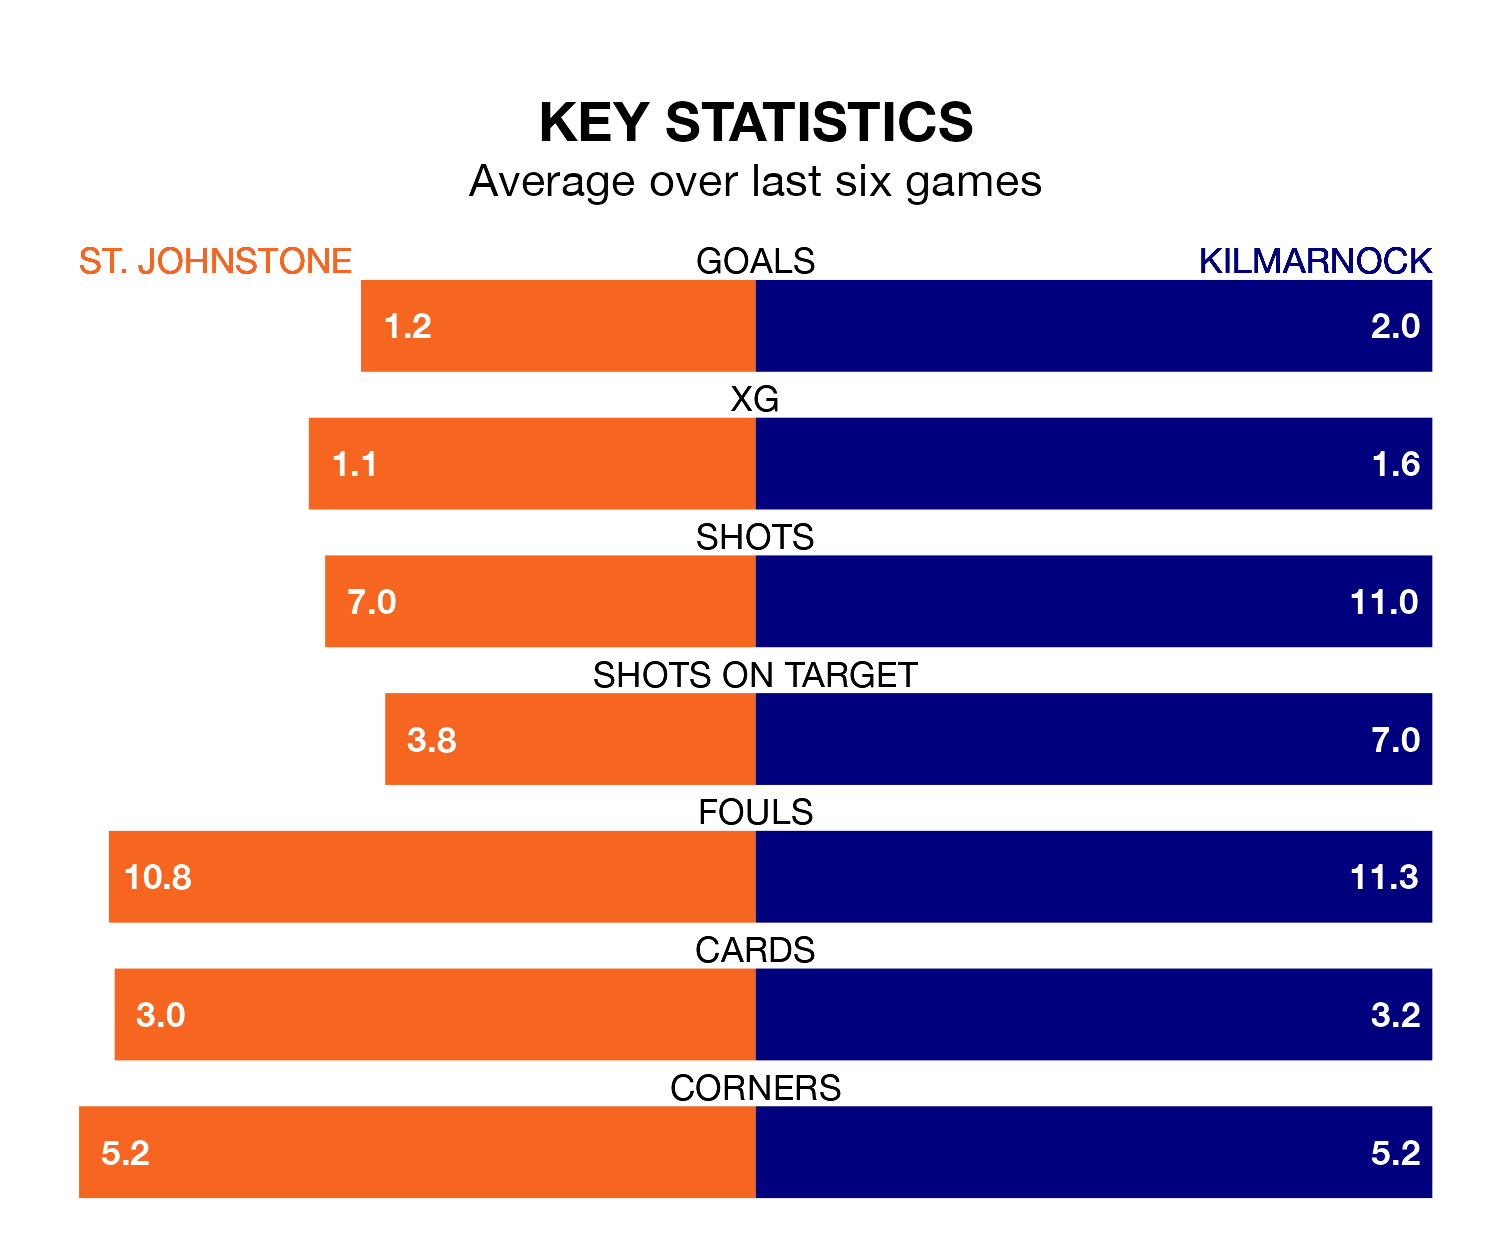 KEY STATISTICS
Average over last six games
ST. JOHNSTONE GOALS KILMARNOCK
1.2 2.0
XG
1.1 1.6
SHOTS
7.0 11.0
SHOTS ON TARGET
3.8 7.0
FOULS
10.8 11.3
CARDS
3.0 3.2
CORNERS
5.2 5.2